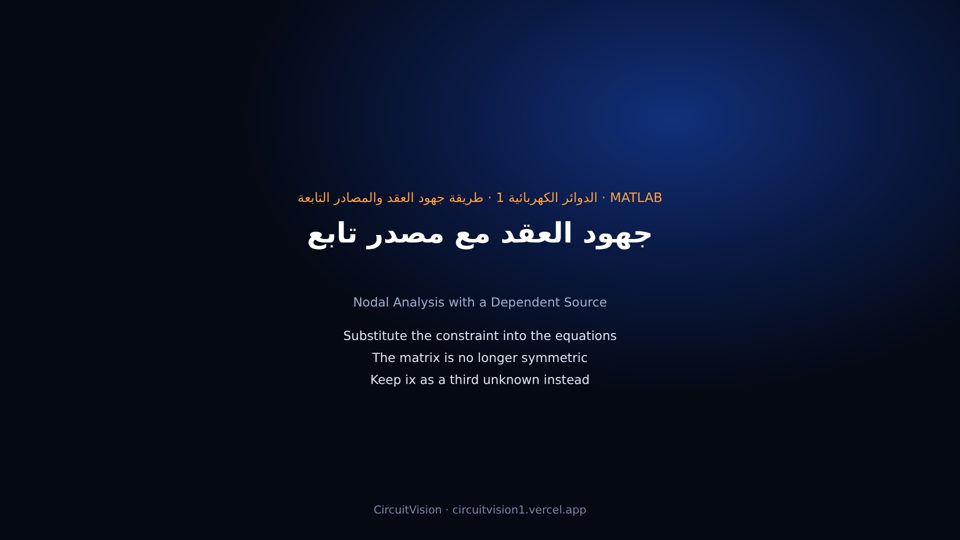 MATLAB · الدوائر الكهربائية 1 · طريقة جهود العقد والمصادر التابعة
جهود العقد مع مصدر تابع
Nodal Analysis with a Dependent Source
Substitute the constraint into the equations
The matrix is no longer symmetric
Keep ix as a third unknown instead
CircuitVision · circuitvision1.vercel.app